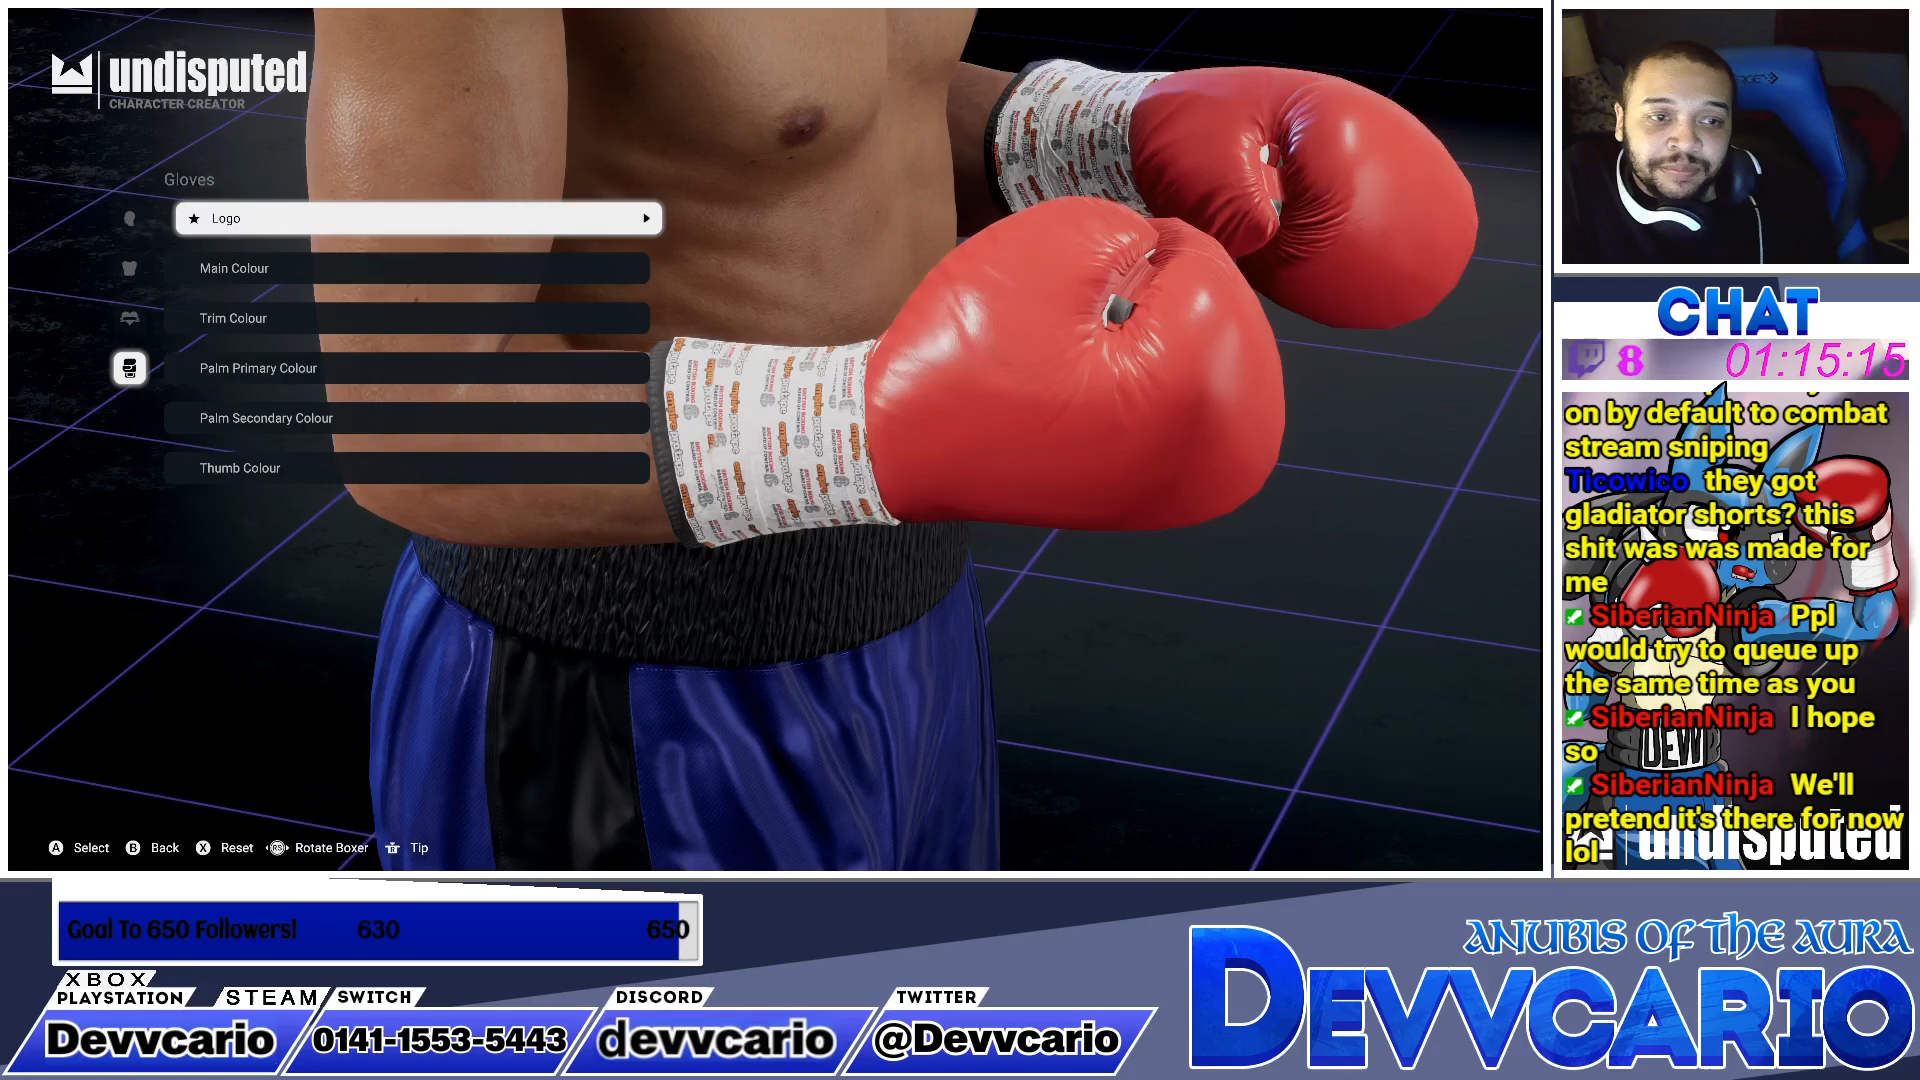 undisputed
CHARACTER CREATOR
Gloves
Logo
Main Colour
Trim Colour
Palm Primary Colour
Palm Secondary Colour
Thumb Colour
Select
Back
Reset
Rotate Boxer
Tip
CHAT
8 01:15:15
on by default to combat
stream sniping
Ticowico they got
gladiator shorts? this
shit was was made for
me
SiberianNinja Ppl
would try to queue up
the same time as you
SiberianNinja I hope
so
SiberianNinja We'll
pretend it's there for now
lol
DEVV
undisputed
Goal To 650 Followers! 630 650
XBOX
PLAYSTATION STEAM
Devvcario
SWITCH
0141-1553-5443
DISCORD
devvcario
TWITTER
@Devvcario
ANUBIS OF THE AURA
DEVVCARIO